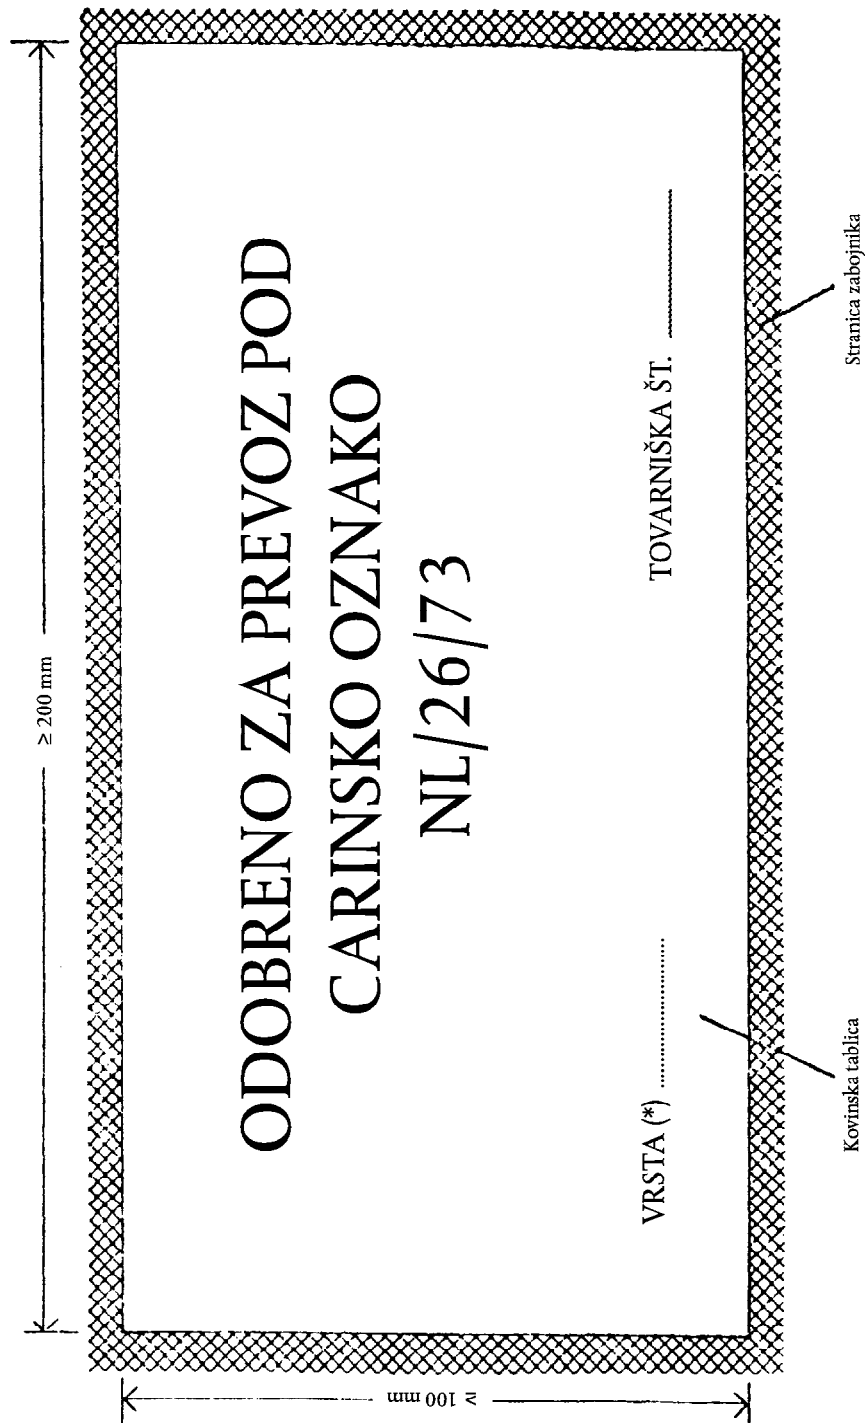 ≥ 200 mm
ODOBRENO ZA PREVOZ POD
CARINSKO OZNAKO
NL/26/73
VRSTA (*) ....................
TOVARNIŠKA ŠT. ....................
≥ 100 mm
Kovinska tablica
Stranica zabojnika